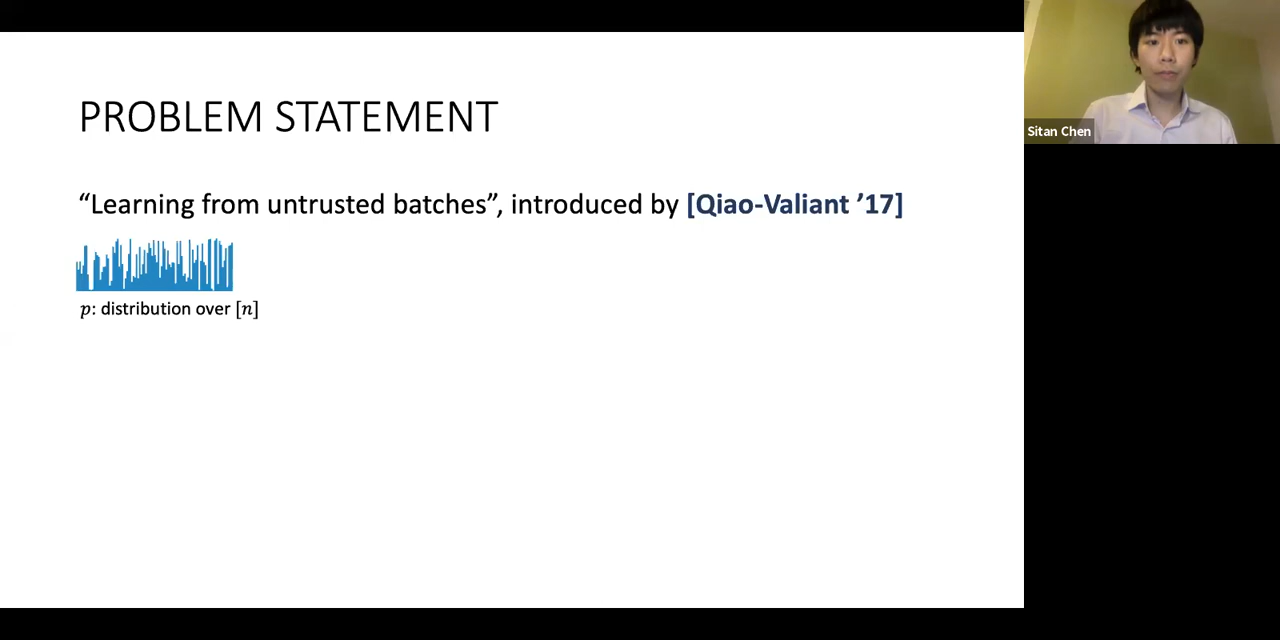 PROBLEM STATEMENT
“Learning from untrusted batches”, introduced by [Qiao-Valiant ’17]
p: distribution over [n]
Sitan Chen